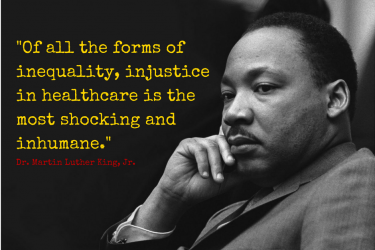 "Of all the forms of
inequality, injustice
in healthcare is the
most shocking and
inhumane."
Dr. Martin Luther King, Jr.